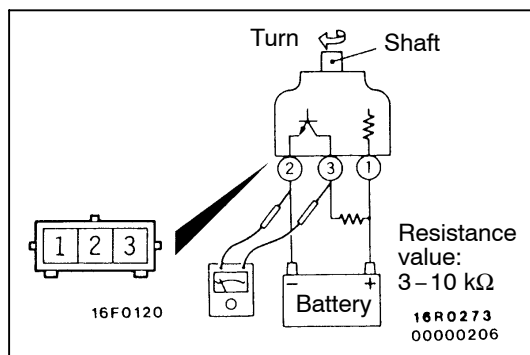 Turn
Shaft
2 3 1
1 2 3
Resistance
value:
3 – 10 kΩ
− Battery +
16F0120
16R0273
00000206